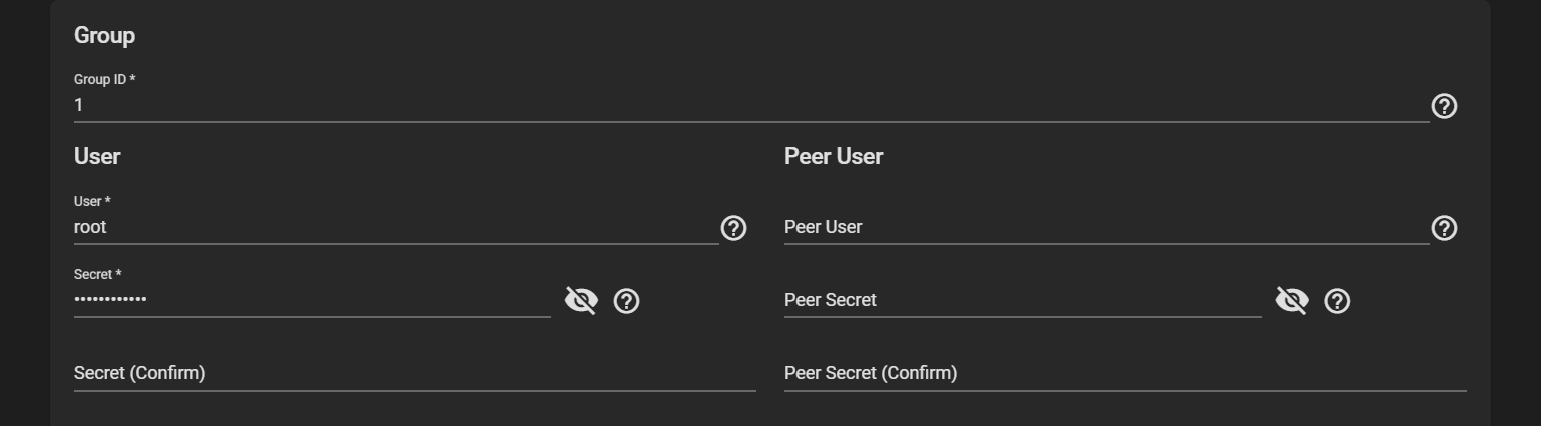 Group
Group ID *
1
User
Peer User
User *
root
Peer User
Secret *
••••••••••••
Peer Secret
Secret (Confirm)
Peer Secret (Confirm)